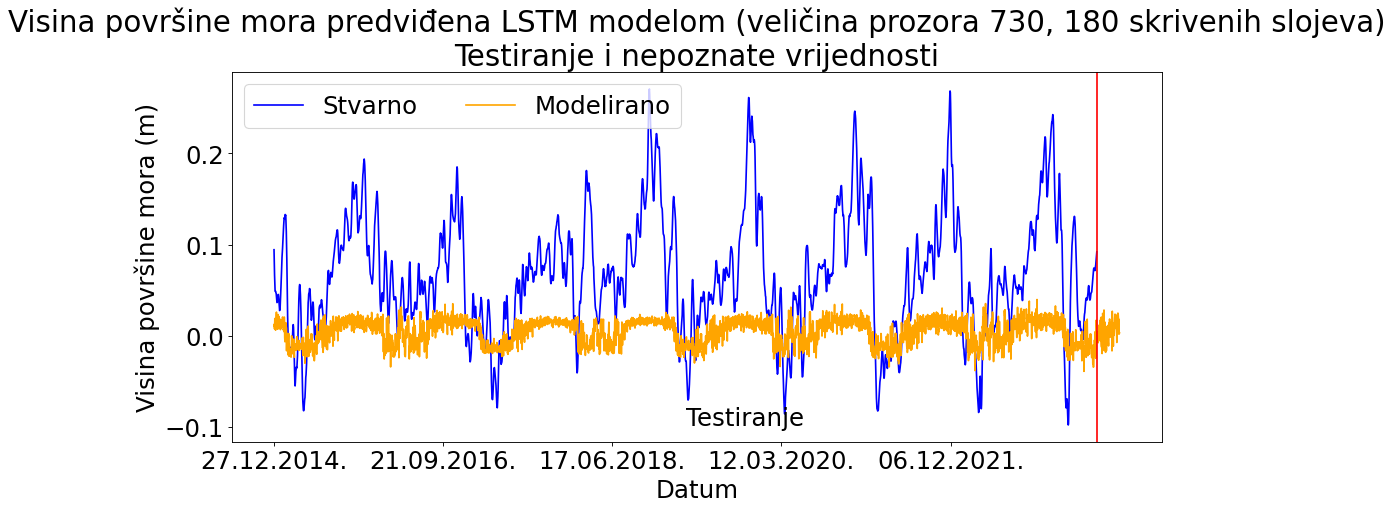 Visina površine mora predviđena LSTM modelom (veličina prozora 730, 180 skrivenih slojeva)
Testiranje i nepoznate vrijednosti
Stvarno
Modelirano
Visina površine mora (m)
0.2
0.1
0.0
−0.1
Testiranje
27.12.2014.
21.09.2016.
17.06.2018.
12.03.2020.
06.12.2021.
Datum